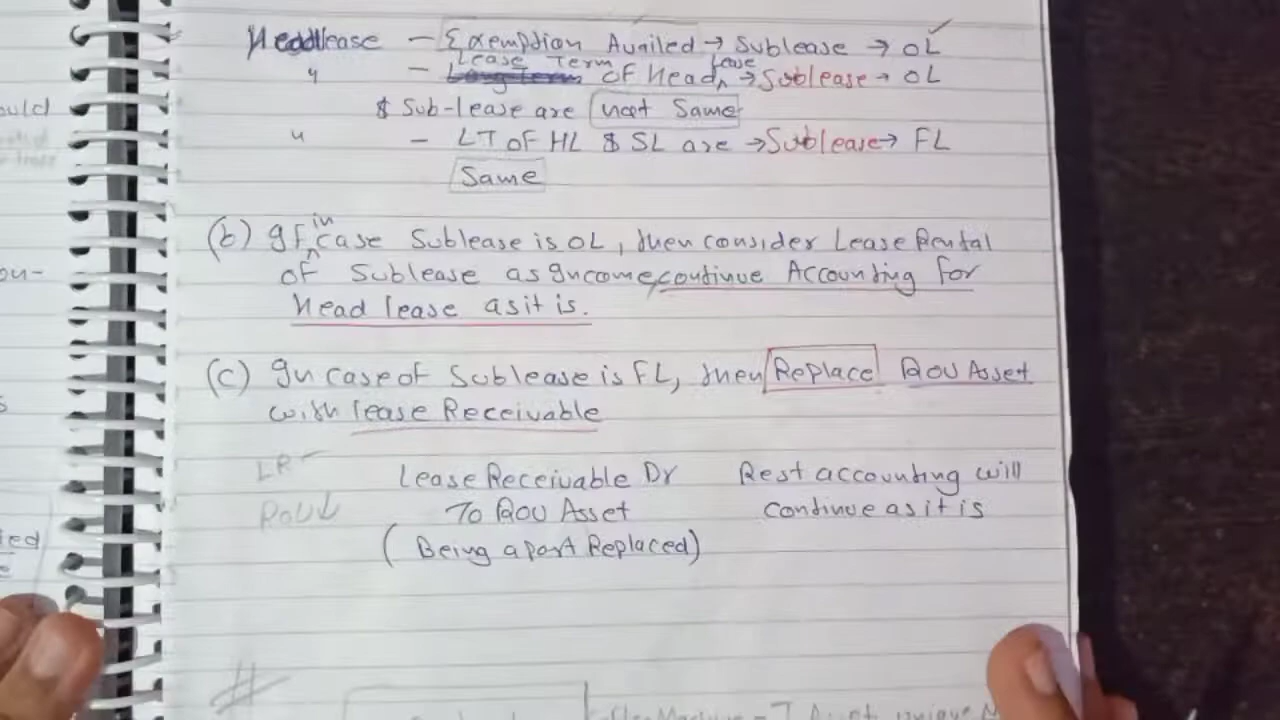 Headlease — Exemption Availed → Sublease → OL
" — Lease Term of Head lease → Sublease → OL
$ Sub-lease are not Same
" — LT OF HL $ SL are → Sublease → FL
Same
(b) If in case Sublease is OL, then consider Lease Rental
of Sublease as Income, continue Accounting for
Head lease as it is.
(c) In case of Sublease is FL, then Replace ROU Asset
with lease Receivable
LR
ROU ↓
Lease Receivable Dr
To ROU Asset
(Being a part Replaced)
Rest accounting will
continue as it is
ould
ou-
s
ied
e
#